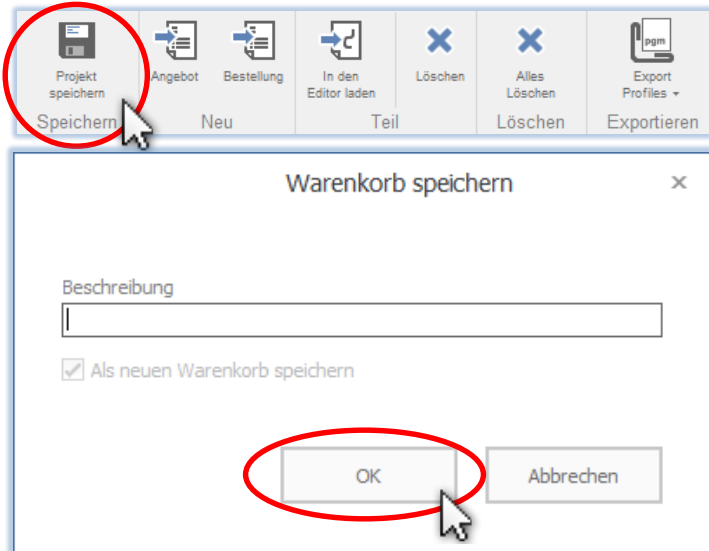 pgm
Projekt
speichern
Angebot
Bestellung
In den
Editor laden
Löschen
Alles
Löschen
Export
Profiles
Speichern
Neu
Teil
Löschen
Exportieren
Warenkorb speichern
Beschreibung
Als neuen Warenkorb speichern
OK
Abbrechen